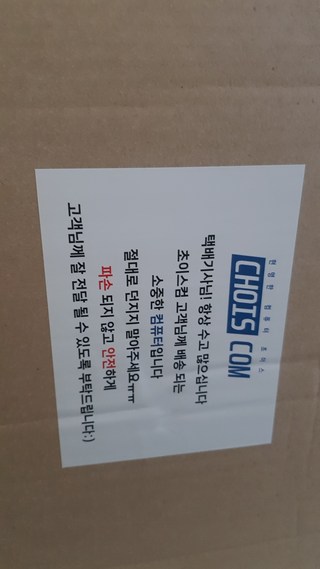 현명한 컴퓨터 초이스
CHOIS COM
택배기사님! 항상 수고 많으십니다
초이스컴 고객님께 배송 되는
소중한 컴퓨터입니다
절대로 던지지 말아주세요ㅠㅠ
파손 되지 않고 안전하게
고객님께 잘 전달 될 수 있도록 부탁드립니다:)